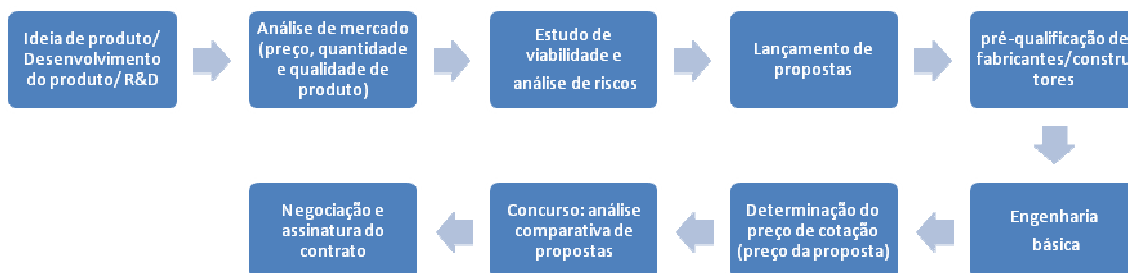 Ideia de produto/
Desenvolvimento
do produto/ R&D
Análise de mercado
(preço, quantidade
e qualidade de
produto)
Estudo de
viabilidade e
análise de riscos
Lançamento de
propostas
pré-qualificação de
fabricantes/constru
tores
Engenharia
básica
Determinação do
preço de cotação
(preço da proposta)
Concurso: análise
comparativa de
propostas
Negociação e
assinatura do
contrato